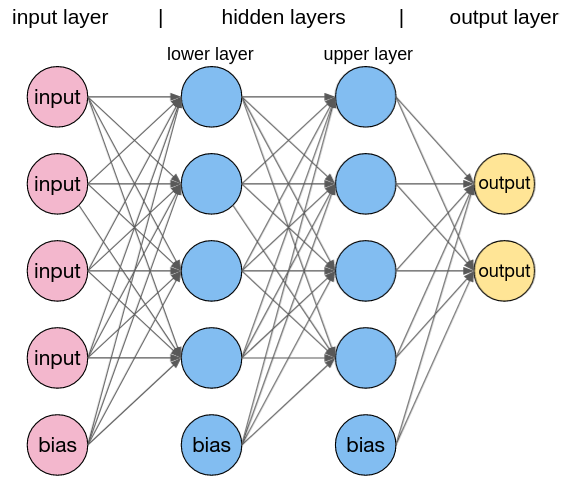 input layer | hidden layers | output layer
lower layer upper layer
input
input output
input output
input
bias bias bias